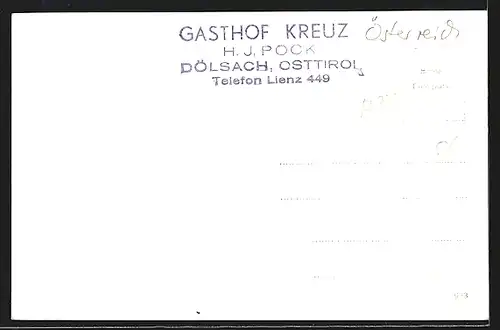 GASTHOF KREUZ Österreich
H. J. POCK
DÖLSACH, OSTTIROL
Telefon Lienz 449